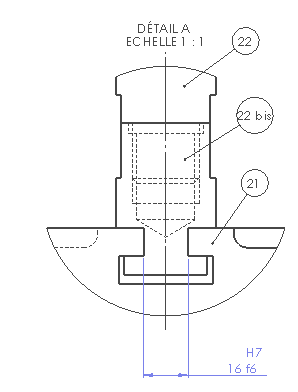 DÉTAIL A
ECHELLE 1 : 1
22
22 bis
21
H7
16 f6